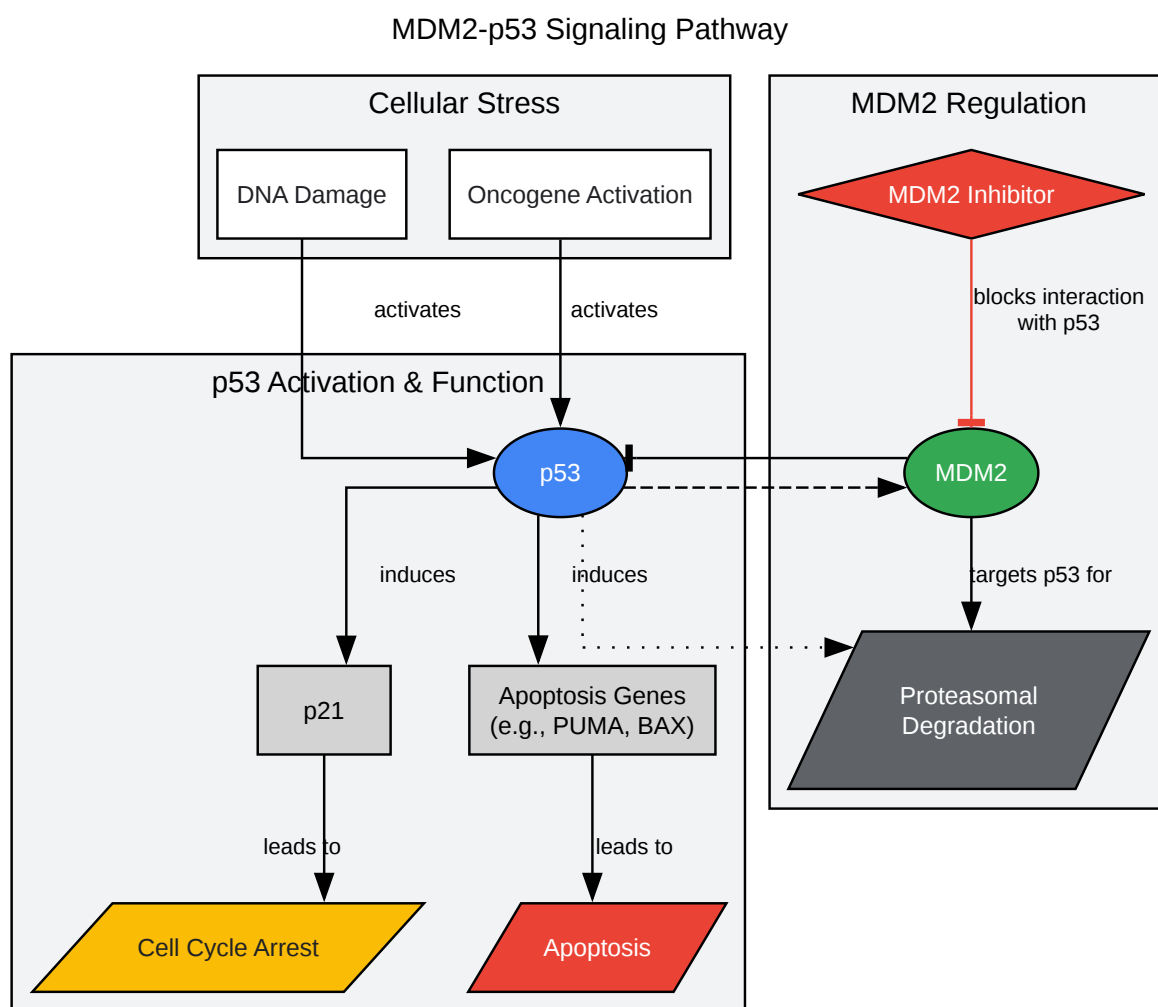 MDM2-p53 Signaling Pathway
Cellular Stress
MDM2 Regulation
DNA Damage
Oncogene Activation
MDM2 Inhibitor
activates
activates
blocks interaction
with p53
p53 Activation & Function
p53
MDM2
induces
induces
targets p53 for
p21
Apoptosis Genes
(e.g., PUMA, BAX)
Proteasomal
Degradation
leads to
leads to
Cell Cycle Arrest
Apoptosis